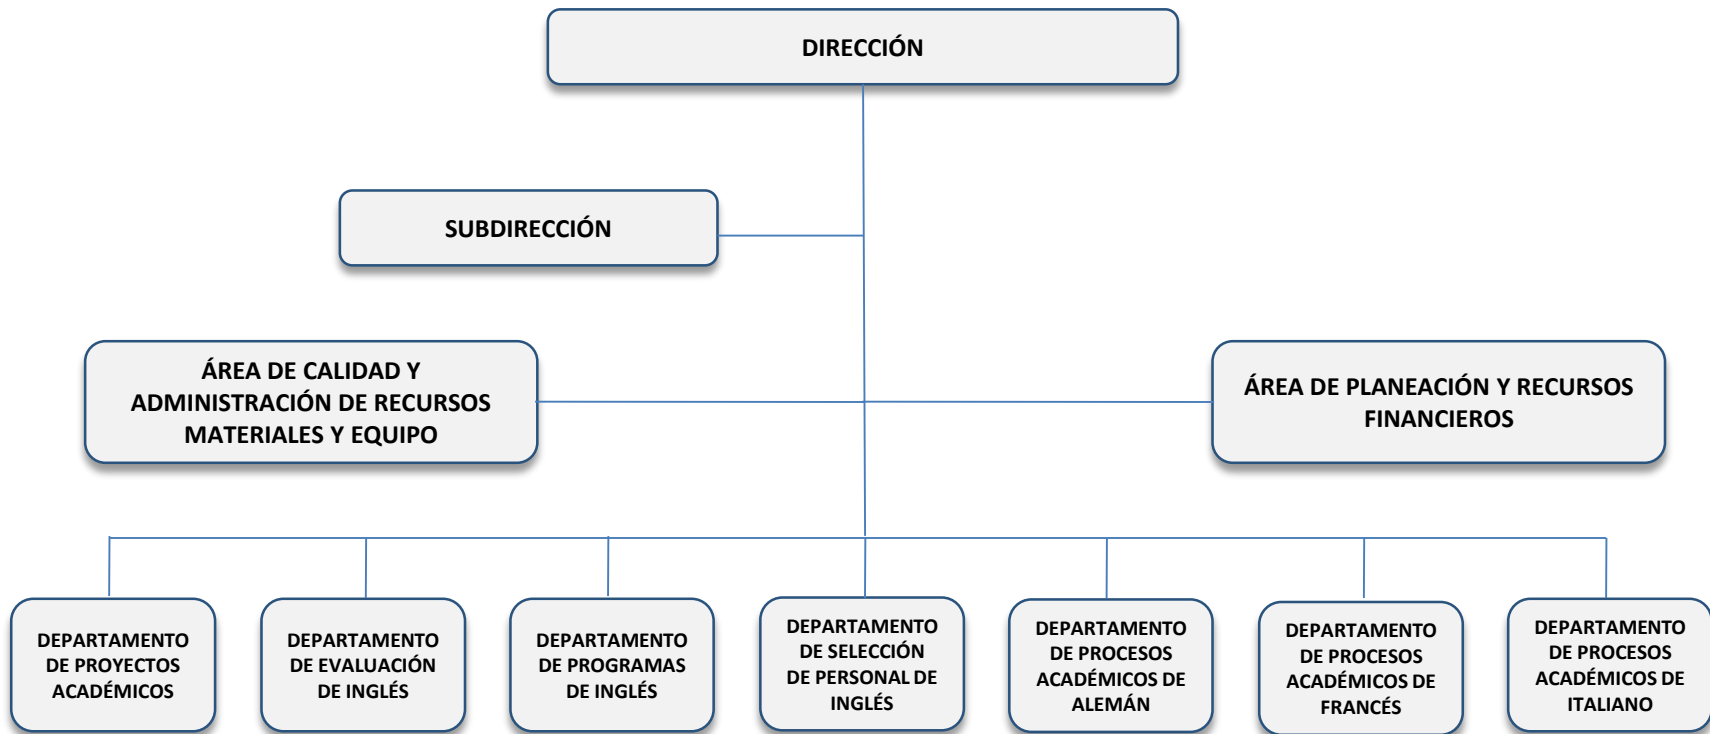 DIRECCIÓN
SUBDIRECCIÓN
ÁREA DE CALIDAD Y
ADMINISTRACIÓN DE RECURSOS
MATERIALES Y EQUIPO
ÁREA DE PLANEACIÓN Y RECURSOS
FINANCIEROS
DEPARTAMENTO
DE PROYECTOS
ACADÉMICOS
DEPARTAMENTO
DE EVALUACIÓN
DE INGLÉS
DEPARTAMENTO
DE PROGRAMAS
DE INGLÉS
DEPARTAMENTO
DE SELECCIÓN
DE PERSONAL DE
INGLÉS
DEPARTAMENTO
DE PROCESOS
ACADÉMICOS DE
ALEMÁN
DEPARTAMENTO
DE PROCESOS
ACADÉMICOS DE
FRANCÉS
DEPARTAMENTO
DE PROCESOS
ACADÉMICOS DE
ITALIANO